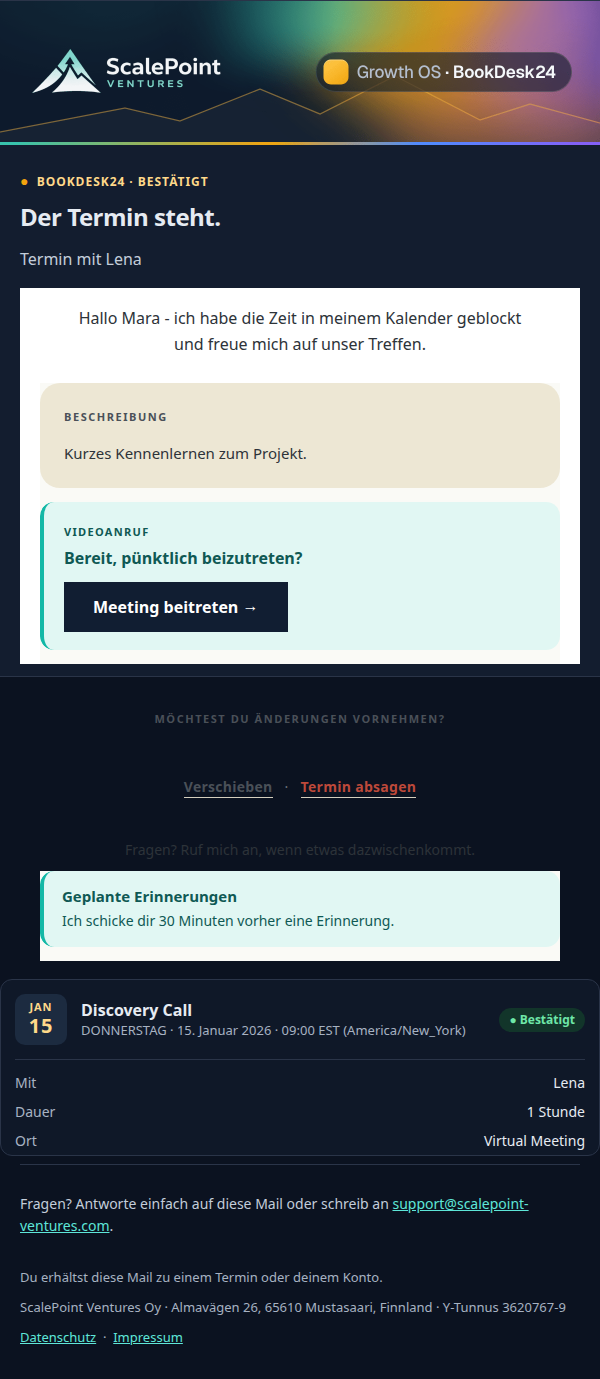 ScalePoint
VENTURES
Growth OS · BookDesk24
● BOOKDESK24 · BESTÄTIGT
Der Termin steht.
Termin mit Lena
Hallo Mara - ich habe die Zeit in meinem Kalender geblockt
und freue mich auf unser Treffen.
BESCHREIBUNG
Kurzes Kennenlernen zum Projekt.
VIDEOANRUF
Bereit, pünktlich beizutreten?
Meeting beitreten →
MÖCHTEST DU ÄNDERUNGEN VORNEHMEN?
Verschieben · Termin absagen
Fragen? Ruf mich an, wenn etwas dazwischenkommt.
Geplante Erinnerungen
Ich schicke dir 30 Minuten vorher eine Erinnerung.
JAN
15
Discovery Call
DONNERSTAG · 15. Januar 2026 · 09:00 EST (America/New_York)
● Bestätigt
Mit Lena
Dauer 1 Stunde
Ort Virtual Meeting
Fragen? Antworte einfach auf diese Mail oder schreib an support@scalepoint-
ventures.com.
Du erhältst diese Mail zu einem Termin oder deinem Konto.
ScalePoint Ventures Oy · Almavägen 26, 65610 Mustasaari, Finnland · Y-Tunnus 3620767-9
Datenschutz · Impressum